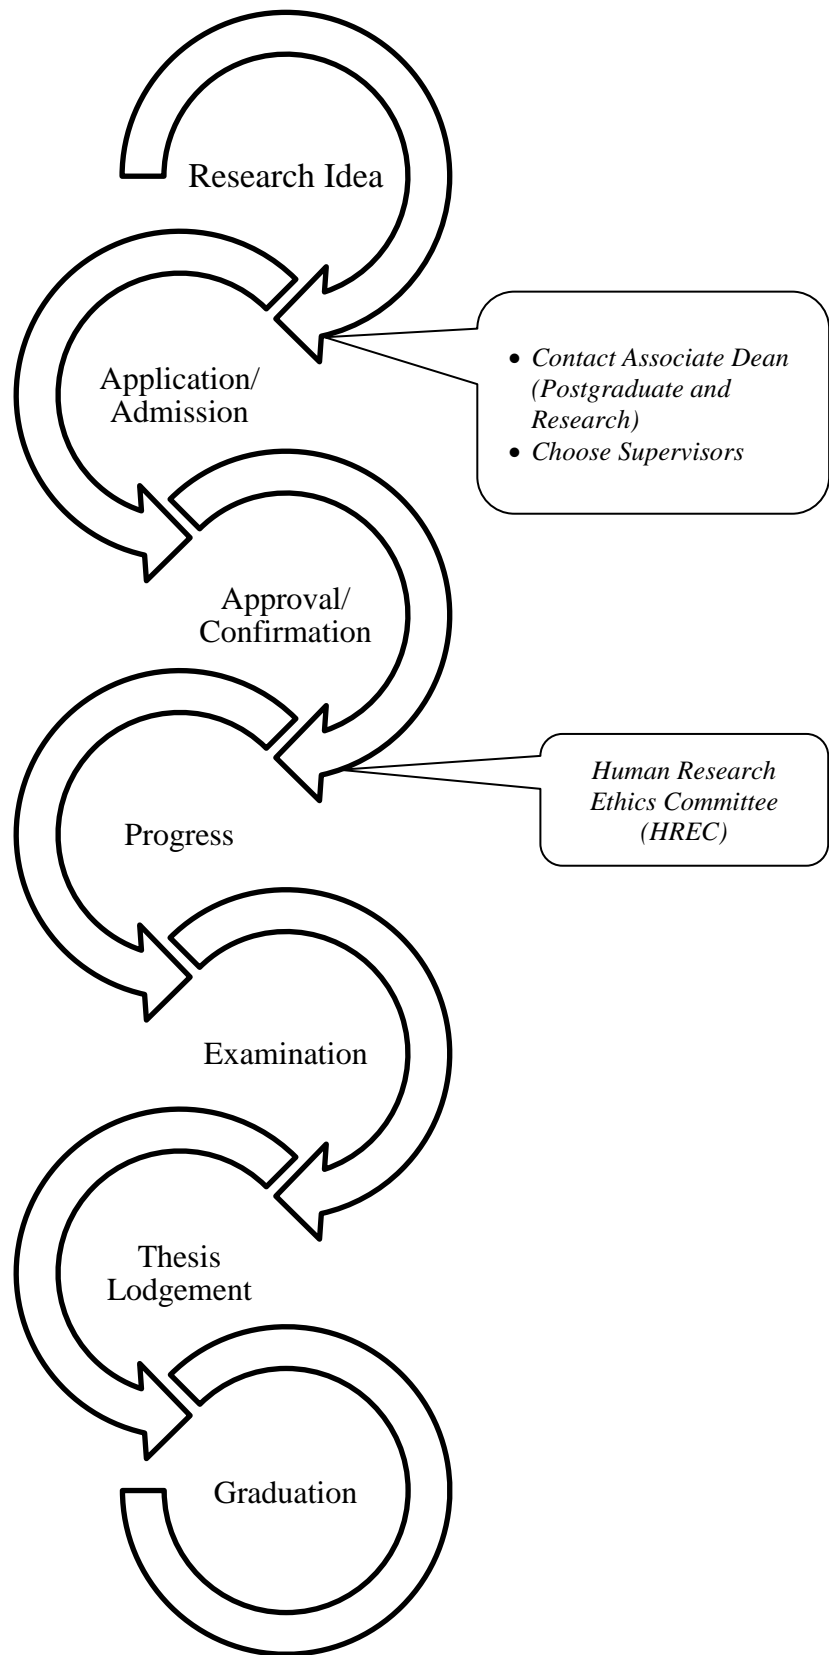 Research Idea
Application/
Admission
• Contact Associate Dean
(Postgraduate and
Research)
• Choose Supervisors
Approval/
Confirmation
Progress
Human Research
Ethics Committee
(HREC)
Examination
Thesis
Lodgement
Graduation